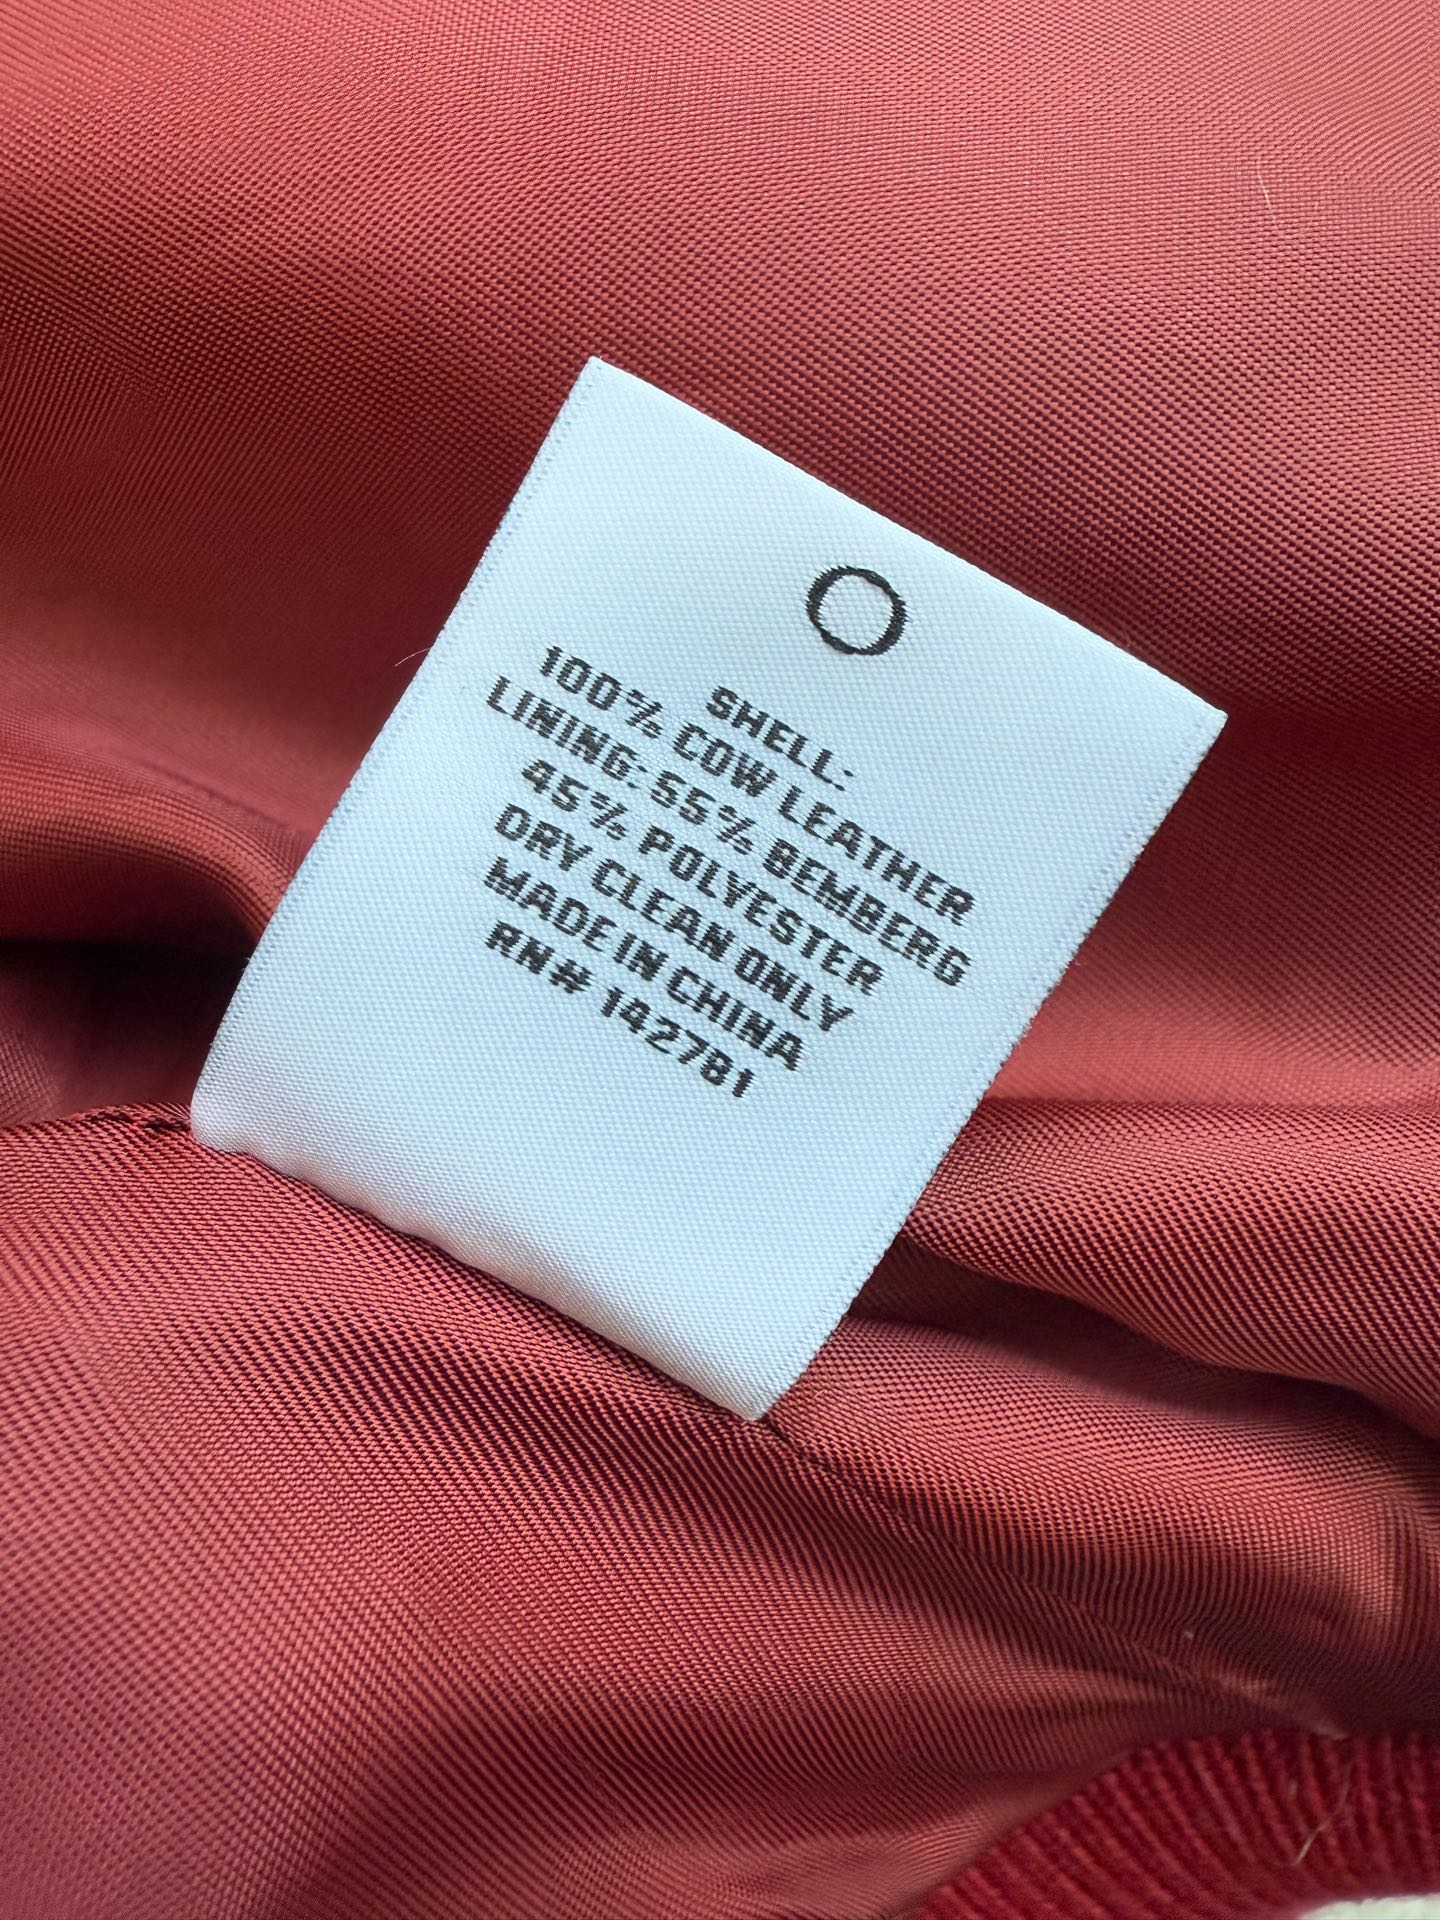 SHELL:
100% COW LEATHER
LINING: 55% BEMBERG
45% POLYESTER
DRY CLEAN ONLY
MADE IN CHINA
RN# 142781